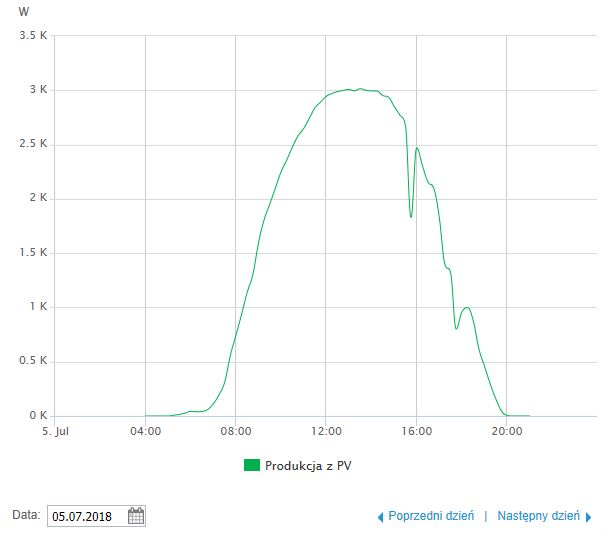 W
3.5 K
3 K
2.5 K
2 K
1.5 K
1 K
0.5 K
0 K
5. Jul 04:00 08:00 12:00 16:00 20:00
Produkcja z PV
Data: 05.07.2018 Poprzedni dzień | Następny dzień